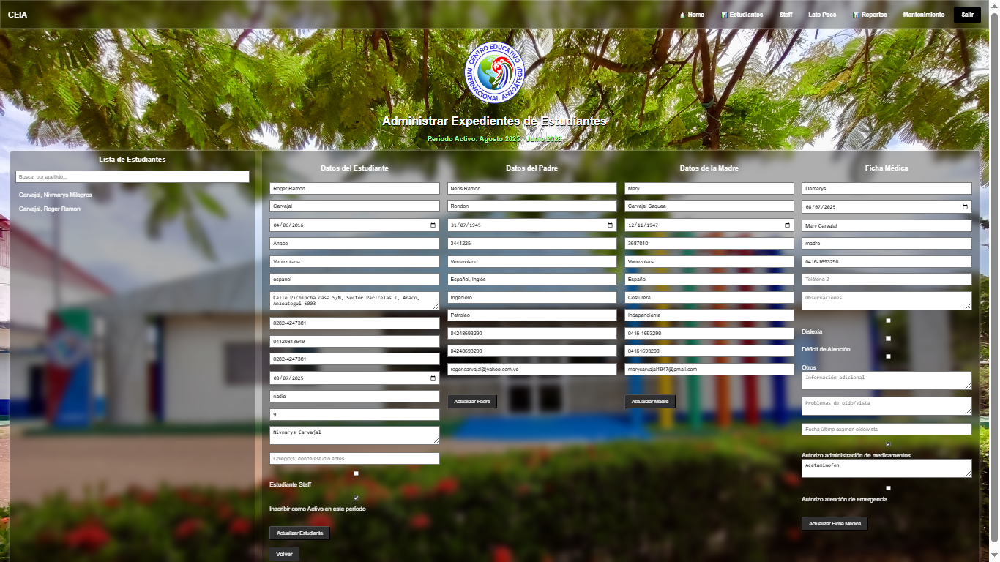 CEIA
Home
Estudiantes
Staff
Late-Pass
Reportes
Mantenimiento
Salir
CENTRO EDUCATIVO
INTERNACIONAL ANZOÁTEGUI
Administrar Expedientes de Estudiantes
Período Activo: Agosto 2025 - Junio 2026
Lista de Estudiantes
Buscar por apellido...
Carvajal, Nivmarys Milagros
Carvajal, Roger Ramon
Datos del Estudiante
Roger Ramon
Carvajal
04/06/2016
Anaco
Venezolana
espanol
Calle Pichincha casa S/N, Sector Parlcelas I, Anaco,
Anzoategui 6003
0282-4247381
04120813649
0282-4247381
08/07/2025
nadie
9
Nivmarys Carvajal
Colegio(s) donde estudió antes
Estudiante Staff
Inscribir como Activo en este período
Actualizar Estudiante
Volver
Datos del Padre
Neris Ramon
Rondon
31/07/1945
3441225
Venezolano
Español, Inglés
Ingeniero
Petroleo
04248693290
04248693290
roger.carvajal@yahoo.com.ve
Actualizar Padre
Datos de la Madre
Mary
Carvajal Sequea
12/11/1947
3687010
Venezolana
Español
Costurera
Independiente
0416-1693290
04161693290
marycarvajal1947@gmail.com
Actualizar Madre
Ficha Médica
Damarys
08/07/2025
Mary Carvajal
madre
0416-1693290
Teléfono 2
Observaciones
Dislexia
Déficit de Atención
Otros
Información adicional
Problemas de oído/vista
Fecha último examen oído/vista
Autorizo administración de medicamentos
Acetaminofen
Autorizo atención de emergencia
Actualizar Ficha Médica